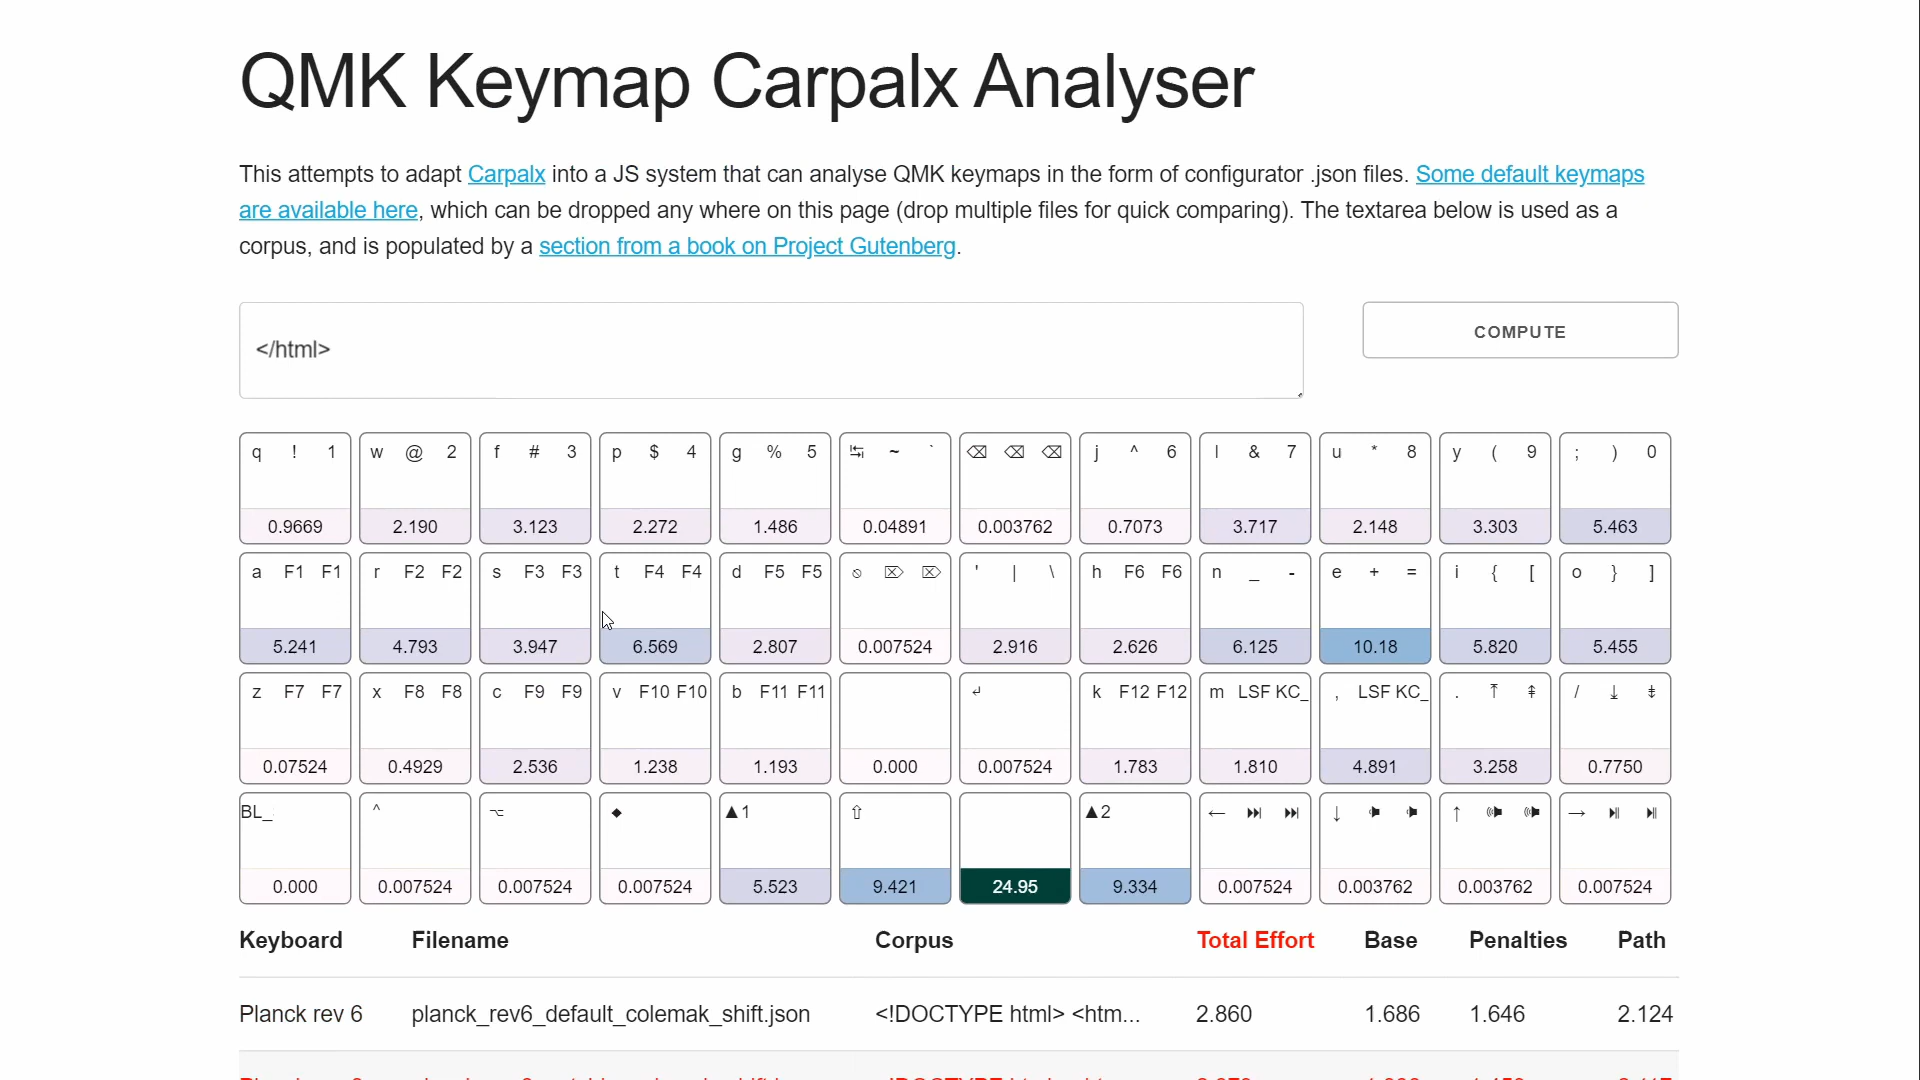 QMK Keymap Carpalx Analyser
This attempts to adapt Carpalx into a JS system that can analyse QMK keymaps in the form of configurator .json files. Some default keymaps
are available here, which can be dropped any where on this page (drop multiple files for quick comparing). The textarea below is used as a
corpus, and is populated by a section from a book on Project Gutenberg.
</html>
COMPUTE
q ! 1 w @ 2 f # 3 p $ 4 g % 5 ↹ ~ ` ⌫ ⌫ ⌫ j ^ 6 l & 7 u * 8 y ( 9 ; ) 0
0.9669 2.190 3.123 2.272 1.486 0.04891 0.003762 0.7073 3.717 2.148 3.303 5.463
a F1 F1 r F2 F2 s F3 F3 t F4 F4 d F5 F5 ⎋ ⌦ ⌦ ' | \ h F6 F6 n _ - e + = i { [ o } ]
5.241 4.793 3.947 6.569 2.807 0.007524 2.916 2.626 6.125 10.18 5.820 5.455
z F7 F7 x F8 F8 c F9 F9 v F10 F10 b F11 F11 ↲ k F12 F12 m LSF KC_ , LSF KC_ . ⤒ ⇞ / ⤓ ⇟
0.07524 0.4929 2.536 1.238 1.193 0.000 0.007524 1.783 1.810 4.891 3.258 0.7750
BL_ ^ ⌥ ◆ ▲1 ⇧ ▲2 ← ⏭ ⏭ ↓ 🕨 🕨 ↑ 🕪 🕪 → ⏯ ⏯
0.000 0.007524 0.007524 0.007524 5.523 9.421 24.95 9.334 0.007524 0.003762 0.003762 0.007524
Keyboard Filename Corpus Total Effort Base Penalties Path
Planck rev 6 planck_rev6_default_colemak_shift.json <!DOCTYPE html> <htm... 2.860 1.686 1.646 2.124